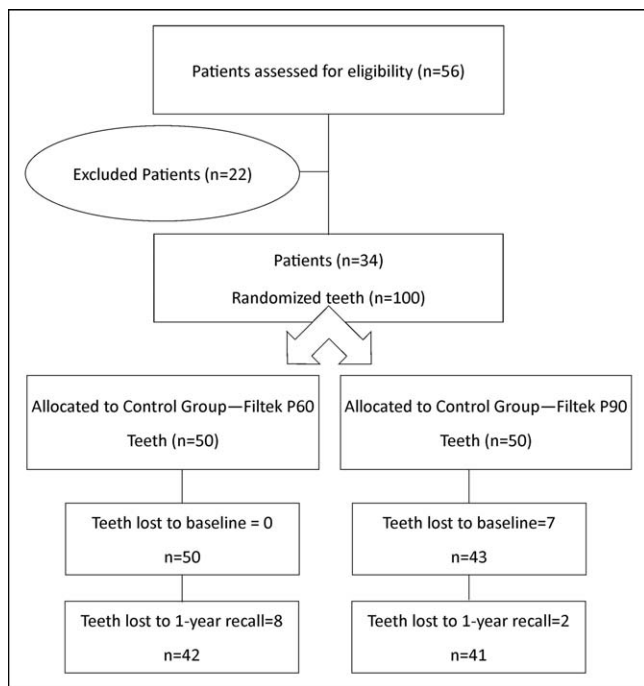 Patients assessed for eligibility (n=56)
Excluded Patients (n=22)
Patients (n=34)
Randomized teeth (n=100)
Allocated to Control Group—Filtek P60
Teeth (n=50)
Allocated to Control Group—Filtek P90
Teeth (n=50)
Teeth lost to baseline = 0
n=50
Teeth lost to baseline=7
n=43
Teeth lost to 1-year recall=8
n=42
Teeth lost to 1-year recall=2
n=41